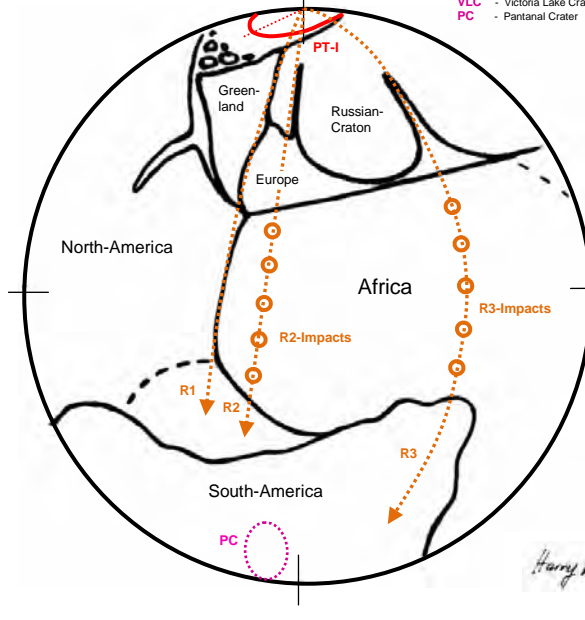 VLC - Victoria Lake Cra
PC - Pantanal Crater
PT-I
Green-
land
Russian-
Craton
Europe
North-America
Africa
R3-Impacts
R2-Impacts
R1
R2
R3
South-America
PC
Harry